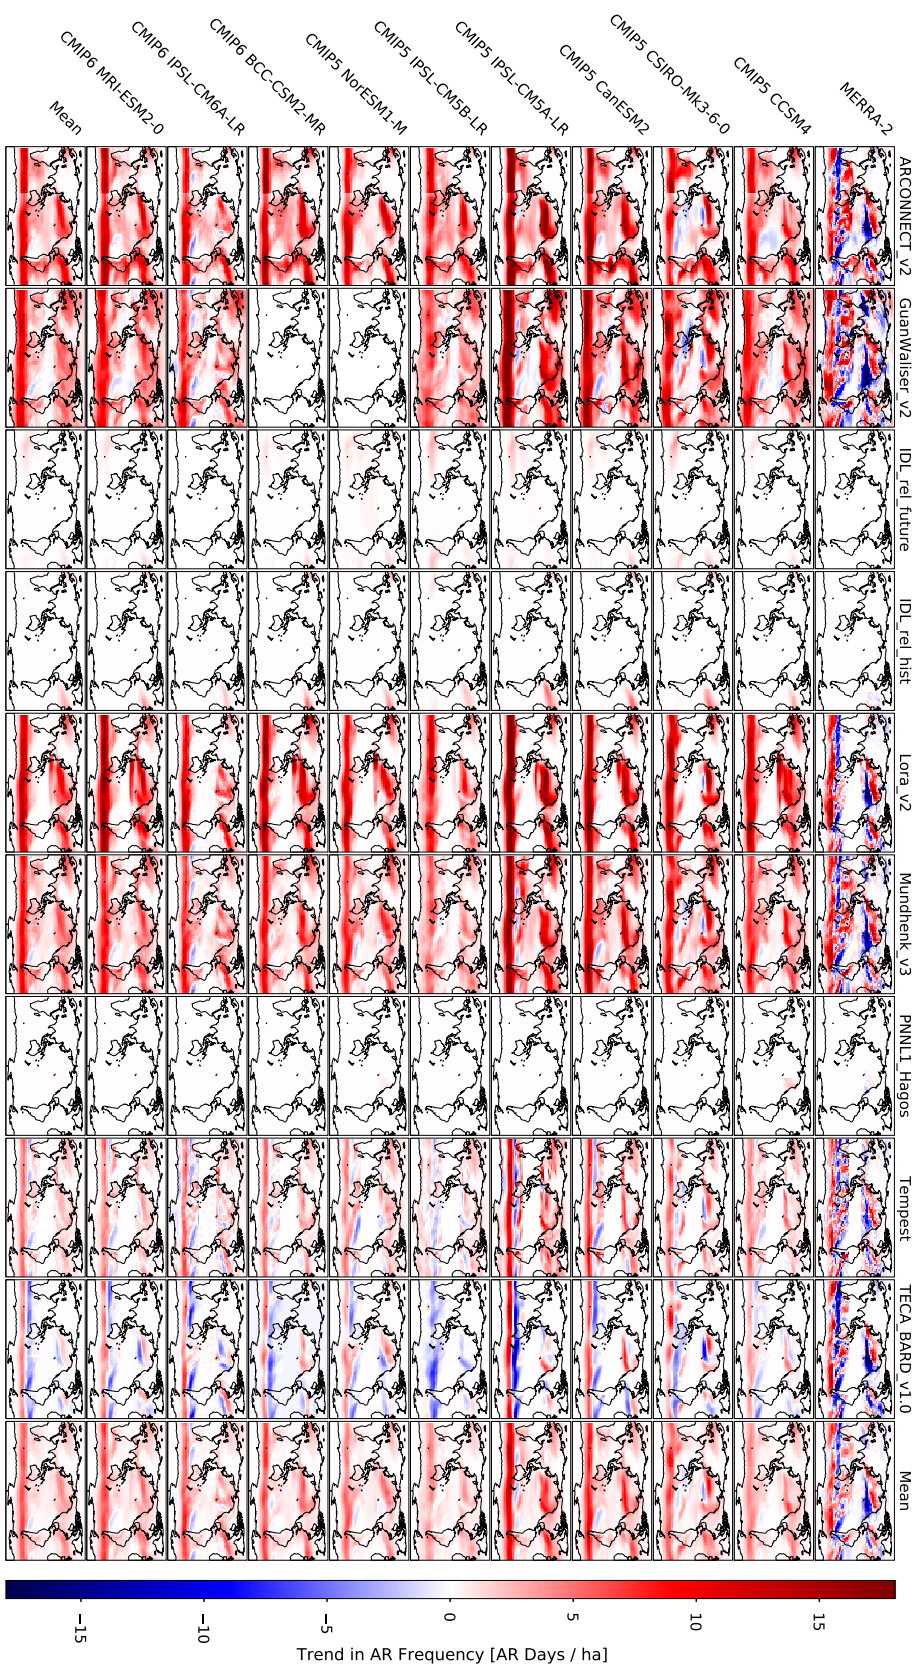 MERRA-2
CMIP5 CCSM4
CMIP5 CSIRO-Mk3-6-0
CMIP5 CanESM2
CMIP5 IPSL-CM5A-LR
CMIP5 IPSL-CM5B-LR
CMIP5 NorESM1-M
CMIP6 BCC-CSM2-MR
CMIP6 IPSL-CM6A-LR
CMIP6 MRI-ESM2-0
Mean
ARCONNECT_v2
GuanWaliser_v2
IDL_rel_future
IDL_rel_hist
Lora_v2
Mundhenk_v3
PNNL1_Hagos
Tempest
TECA_BARD_v1.0
Mean
−15
−10
−5
0
5
10
15
Trend in AR Frequency [AR Days / ha]